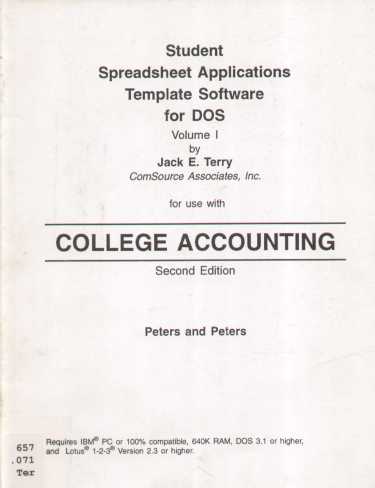 Student
Spreadsheet Applications
Template Software
for DOS
Volume I
by
Jack E. Terry
ComSource Associates, Inc.
for use with
COLLEGE ACCOUNTING
Second Edition
Peters and Peters
Requires IBM® PC or 100% compatible, 640K RAM, DOS 3.1 or higher,
and Lotus® 1-2-3® Version 2.3 or higher.
657
.071
Ter